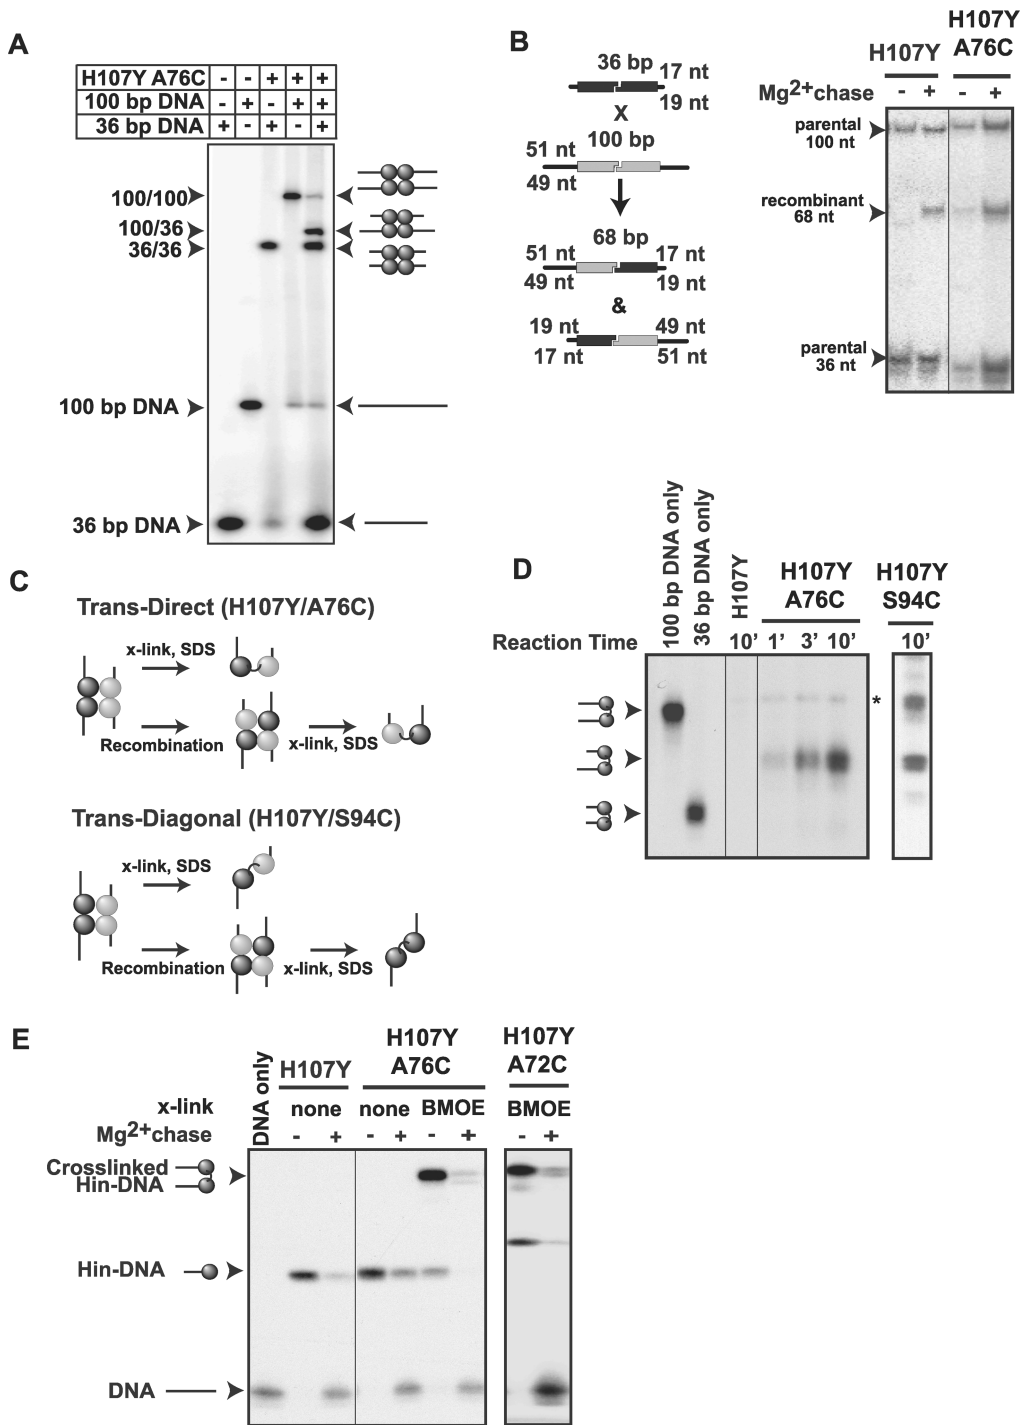 A
H107Y A76C - - + + +
100 bp DNA - + - + +
36 bp DNA + - + - +
100/100
100/36
36/36
100 bp DNA
36 bp DNA
B
36 bp
17 nt
19 nt
X
100 bp
51 nt
49 nt
68 bp
51 nt
17 nt
49 nt
19 nt
&
19 nt
49 nt
17 nt
51 nt
H107Y
H107Y
A76C
Mg2+chase - + - +
parental
100 nt
recombinant
68 nt
parental
36 nt
C
Trans-Direct (H107Y/A76C)
x-link, SDS
Recombination
x-link, SDS
Trans-Diagonal (H107Y/S94C)
x-link, SDS
Recombination
x-link, SDS
D
100 bp DNA only
36 bp DNA only
H107Y
H107Y
A76C
H107Y
S94C
Reaction Time 10' 1' 3' 10' 10'
*
E
DNA only
H107Y
H107Y
A76C
H107Y
A72C
x-link none none BMOE BMOE
Mg2+chase - + - + - + - +
Crosslinked
Hin-DNA
Hin-DNA
DNA